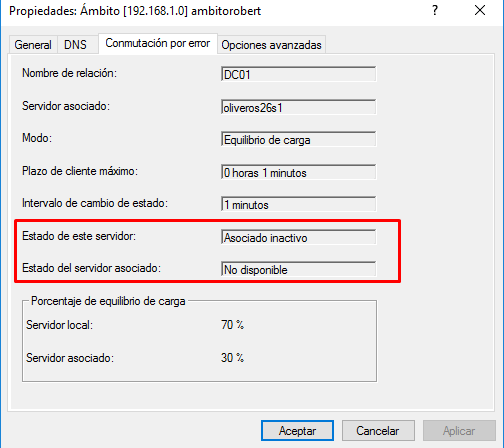 Propiedades: Ámbito [192.168.1.0] ambitorobert
General DNS Conmutación por error Opciones avanzadas
Nombre de relación: DC01
Servidor asociado: oliveros26s1
Modo: Equilibrio de carga
Plazo de cliente máximo: 0 horas 1 minutos
Intervalo de cambio de estado: 1 minutos
Estado de este servidor: Asociado inactivo
Estado del servidor asociado: No disponible
Porcentaje de equilibrio de carga
Servidor local: 70 %
Servidor asociado: 30 %
Aceptar Cancelar Aplicar